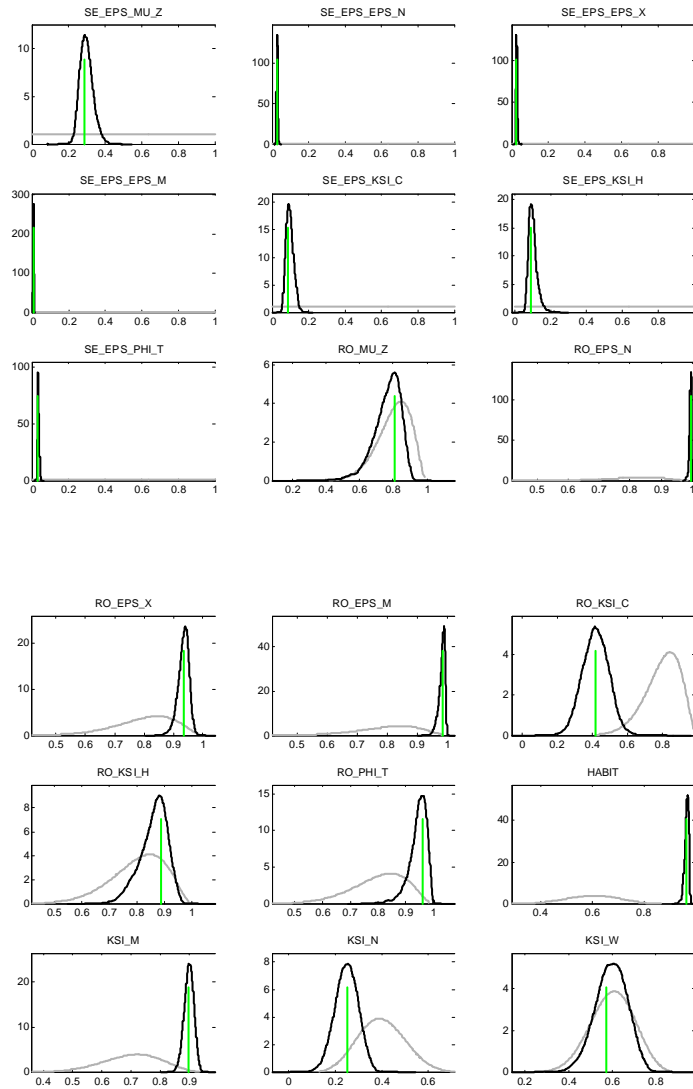 SE_EPS_MU_Z SE_EPS_EPS_N SE_EPS_EPS_X
10 5 0
0 0.2 0.4 0.6 0.8 1
100 50 0
0 0.2 0.4 0.6 0.8 1
100 50 0
0 0.2 0.4 0.6 0.8
SE_EPS_EPS_M SE_EPS_KSI_C SE_EPS_KSI_H
300 200 100 0
0 0.2 0.4 0.6 0.8 1
20 15 10 5 0
0 0.2 0.4 0.6 0.8 1
20 15 10 5 0
0 0.2 0.4 0.6 0.8
SE_EPS_PHI_T RO_MU_Z RO_EPS_N
100 50 0
0 0.2 0.4 0.6 0.8 1
6 4 2 0
0.2 0.4 0.6 0.8 1
100 50 0
0.5 0.6 0.7 0.8 0.9 1
RO_EPS_X RO_EPS_M RO_KSI_C
20 10 0
0.5 0.6 0.7 0.8 0.9 1
40 20 0
0.5 0.6 0.7 0.8 0.9 1
4 2 0
0 0.2 0.4 0.6 0.8
RO_KSI_H RO_PHI_T HABIT
8 6 4 2 0
0.4 0.5 0.6 0.7 0.8 0.9 1
15 10 5 0
0.5 0.6 0.7 0.8 0.9 1
40 20 0
0.4 0.6 0.8
KSI_M KSI_N KSI_W
20 10 0
0.4 0.5 0.6 0.7 0.8 0.9 1
8 6 4 2 0
0 0.2 0.4 0.6
4 2 0
0.2 0.4 0.6 0.8